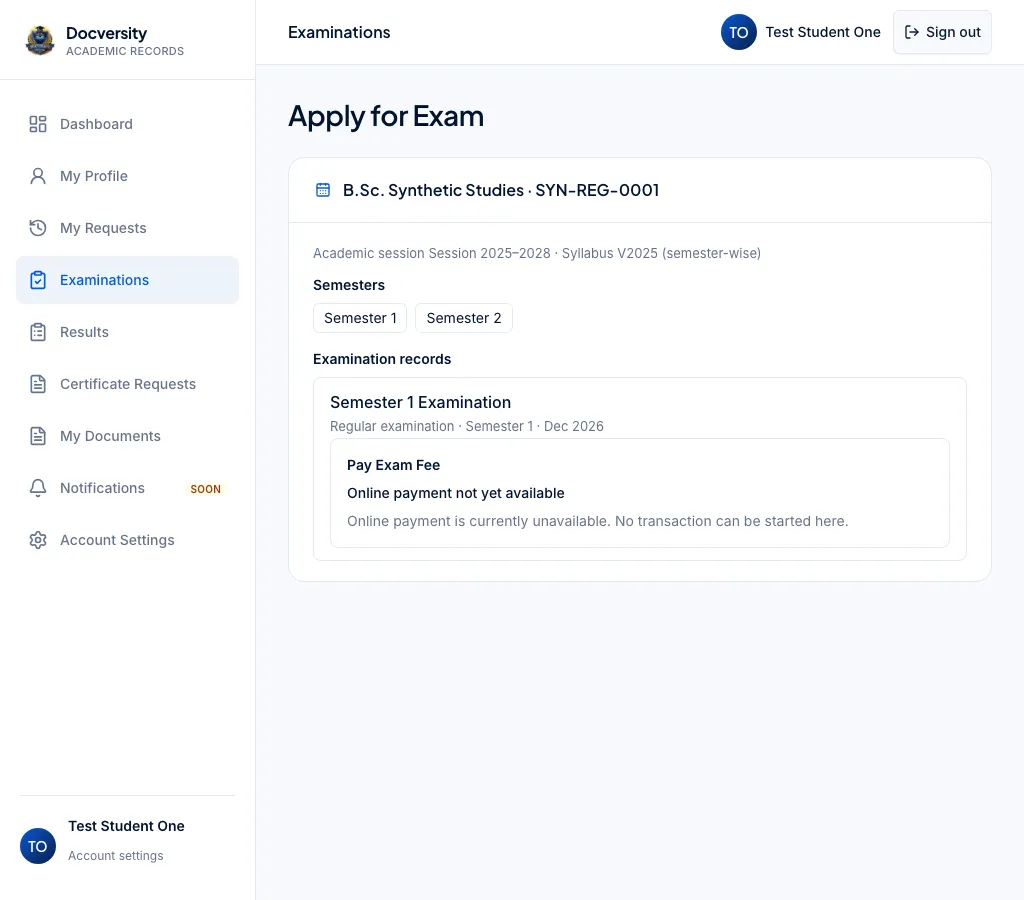 Docversity
ACADEMIC RECORDS
Dashboard
My Profile
My Requests
Examinations
Results
Certificate Requests
My Documents
Notifications SOON
Account Settings
TO Test Student One
Account settings
Examinations
TO Test Student One Sign out
Apply for Exam
B.Sc. Synthetic Studies · SYN-REG-0001
Academic session Session 2025–2028 · Syllabus V2025 (semester-wise)
Semesters
Semester 1 Semester 2
Examination records
Semester 1 Examination
Regular examination · Semester 1 · Dec 2026
Pay Exam Fee
Online payment not yet available
Online payment is currently unavailable. No transaction can be started here.